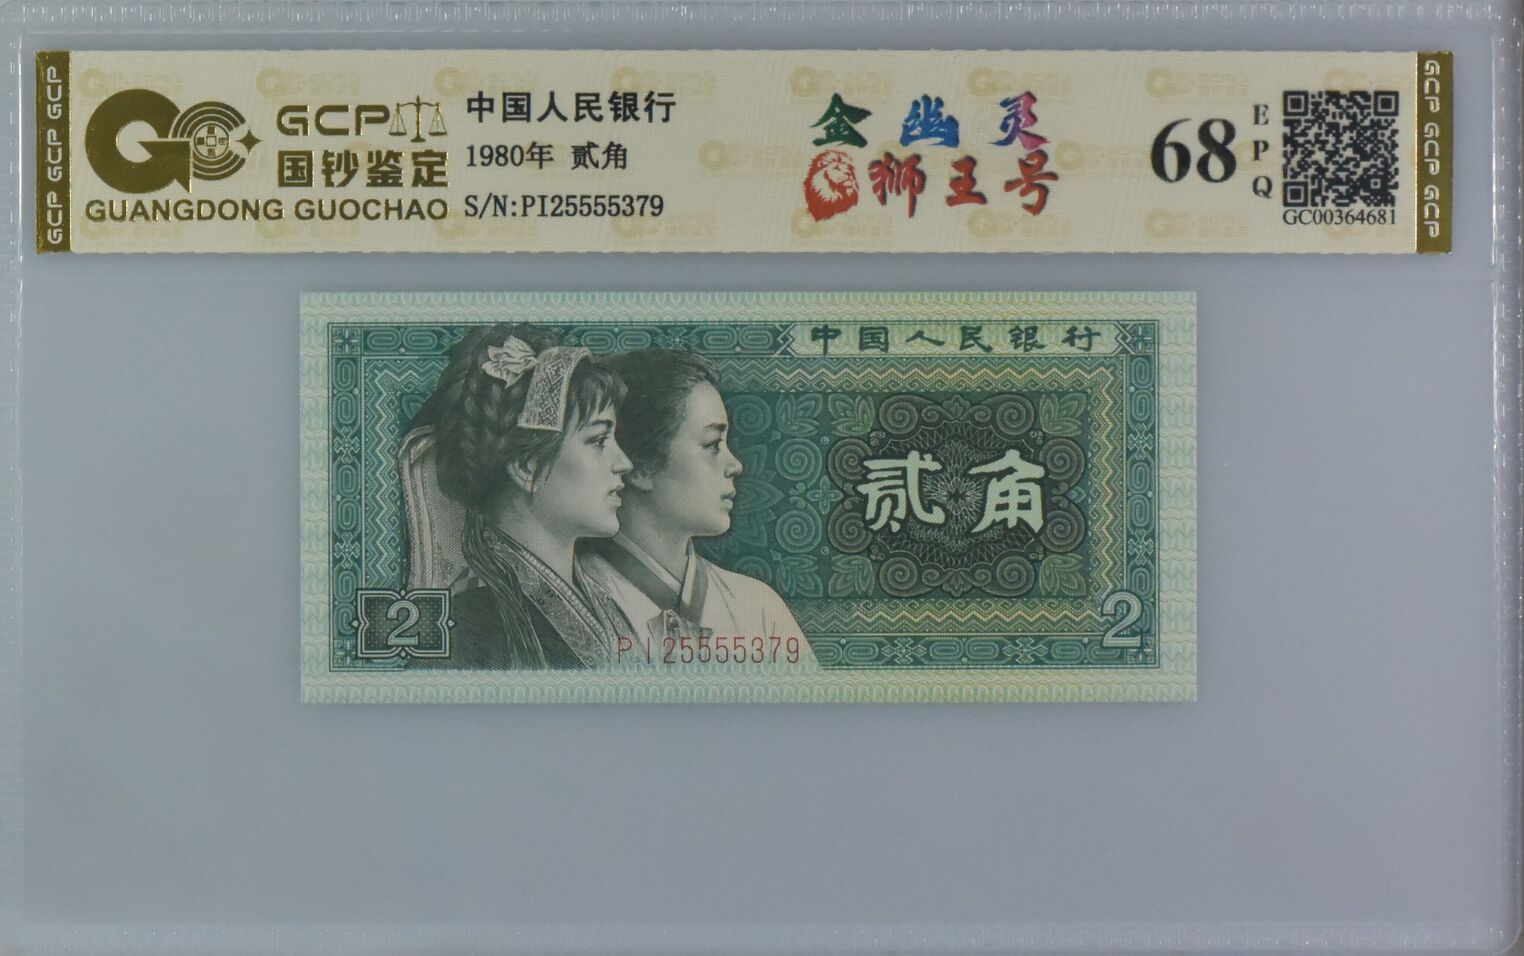 GCP GCP GCP
GCP
国钞鉴定
GUANGDONG GUOCHAO
中国人民银行
1980年 贰角
S/N:PI25555379
金幽灵
狮王号
68
EPQ
GC00364681
GCP GCP GCP
中国人民银行
贰角
2
2
PI25555379